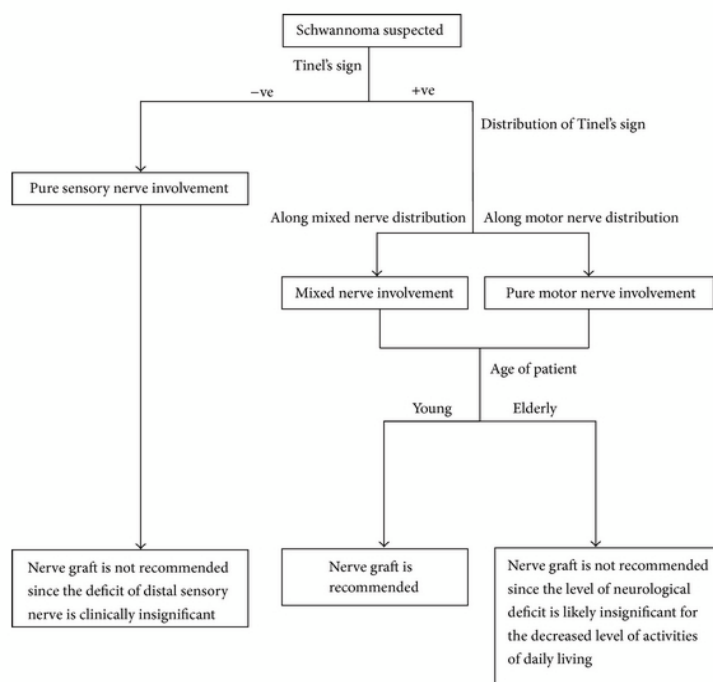 Schwannoma suspected
Tinel's sign
−ve
+ve
Distribution of Tinel's sign
Pure sensory nerve involvement
Along mixed nerve distribution
Along motor nerve distribution
Mixed nerve involvement
Pure motor nerve involvement
Age of patient
Young
Elderly
Nerve graft is not recommended
since the deficit of distal sensory
nerve is clinically insignificant
Nerve graft is
recommended
Nerve graft is not recommended
since the level of neurological
deficit is likely insignificant for
the decreased level of activities
of daily living